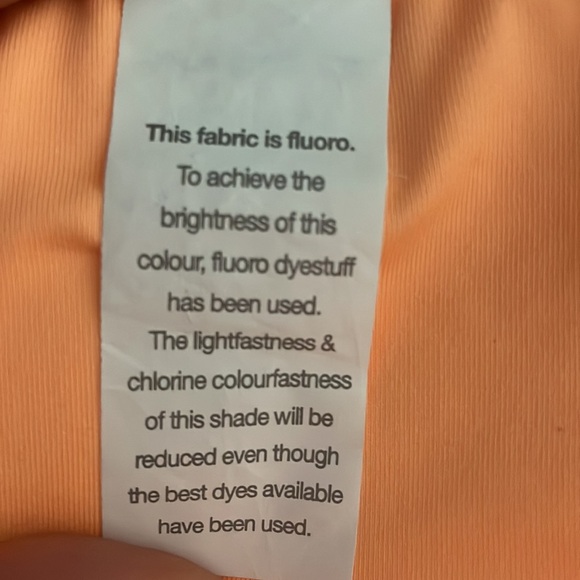 This fabric is fluoro.
To achieve the
brightness of this
colour, fluoro dyestuff
has been used.
The lightfastness &
chlorine colourfastness
of this shade will be
reduced even though
the best dyes available
have been used.